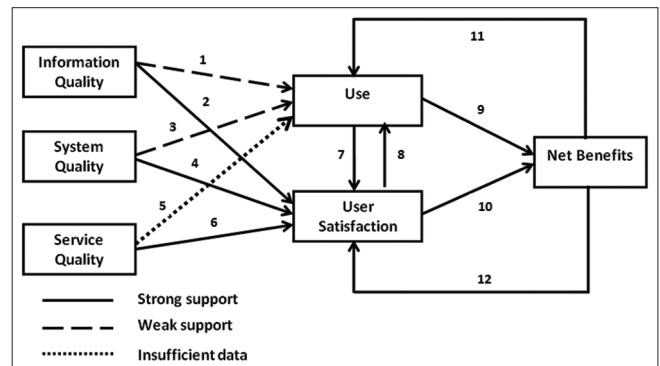 11
Information
Quality
1
Use
2
9
3
System
Quality
4
7
8
Net Benefits
5
User
Satisfaction
10
6
Service
Quality
12
Strong support
Weak support
Insufficient data